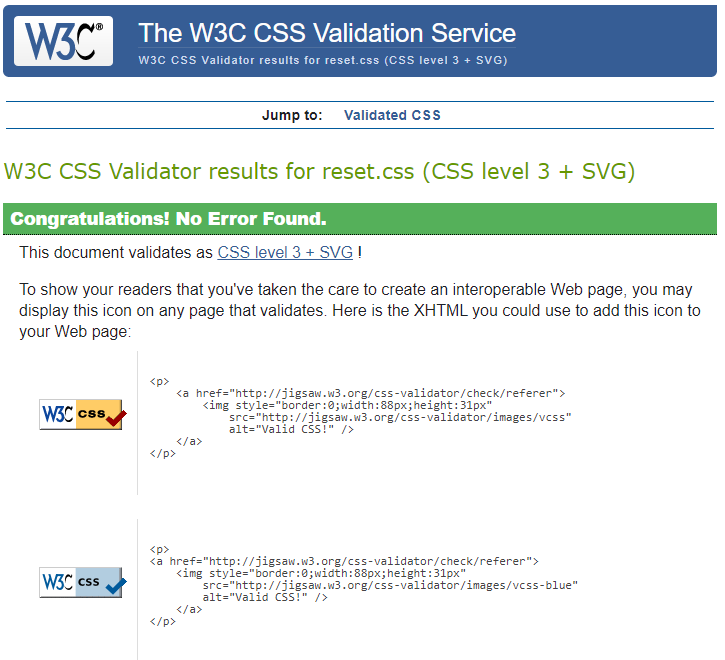 W3C®
The W3C CSS Validation Service
W3C CSS Validator results for reset.css (CSS level 3 + SVG)
Jump to: Validated CSS
W3C CSS Validator results for reset.css (CSS level 3 + SVG)
Congratulations! No Error Found.
This document validates as CSS level 3 + SVG !
To show your readers that you've taken the care to create an interoperable Web page, you may
display this icon on any page that validates. Here is the XHTML you could use to add this icon to
your Web page:
W3C css
<p>
    <a href="http://jigsaw.w3.org/css-validator/check/referer">
        <img style="border:0;width:88px;height:31px"
            src="http://jigsaw.w3.org/css-validator/images/vcss"
            alt="Valid CSS!" />
    </a>
</p>
W3C css
<p>
<a href="http://jigsaw.w3.org/css-validator/check/referer">
    <img style="border:0;width:88px;height:31px"
        src="http://jigsaw.w3.org/css-validator/images/vcss-blue"
        alt="Valid CSS!" />
    </a>
</p>